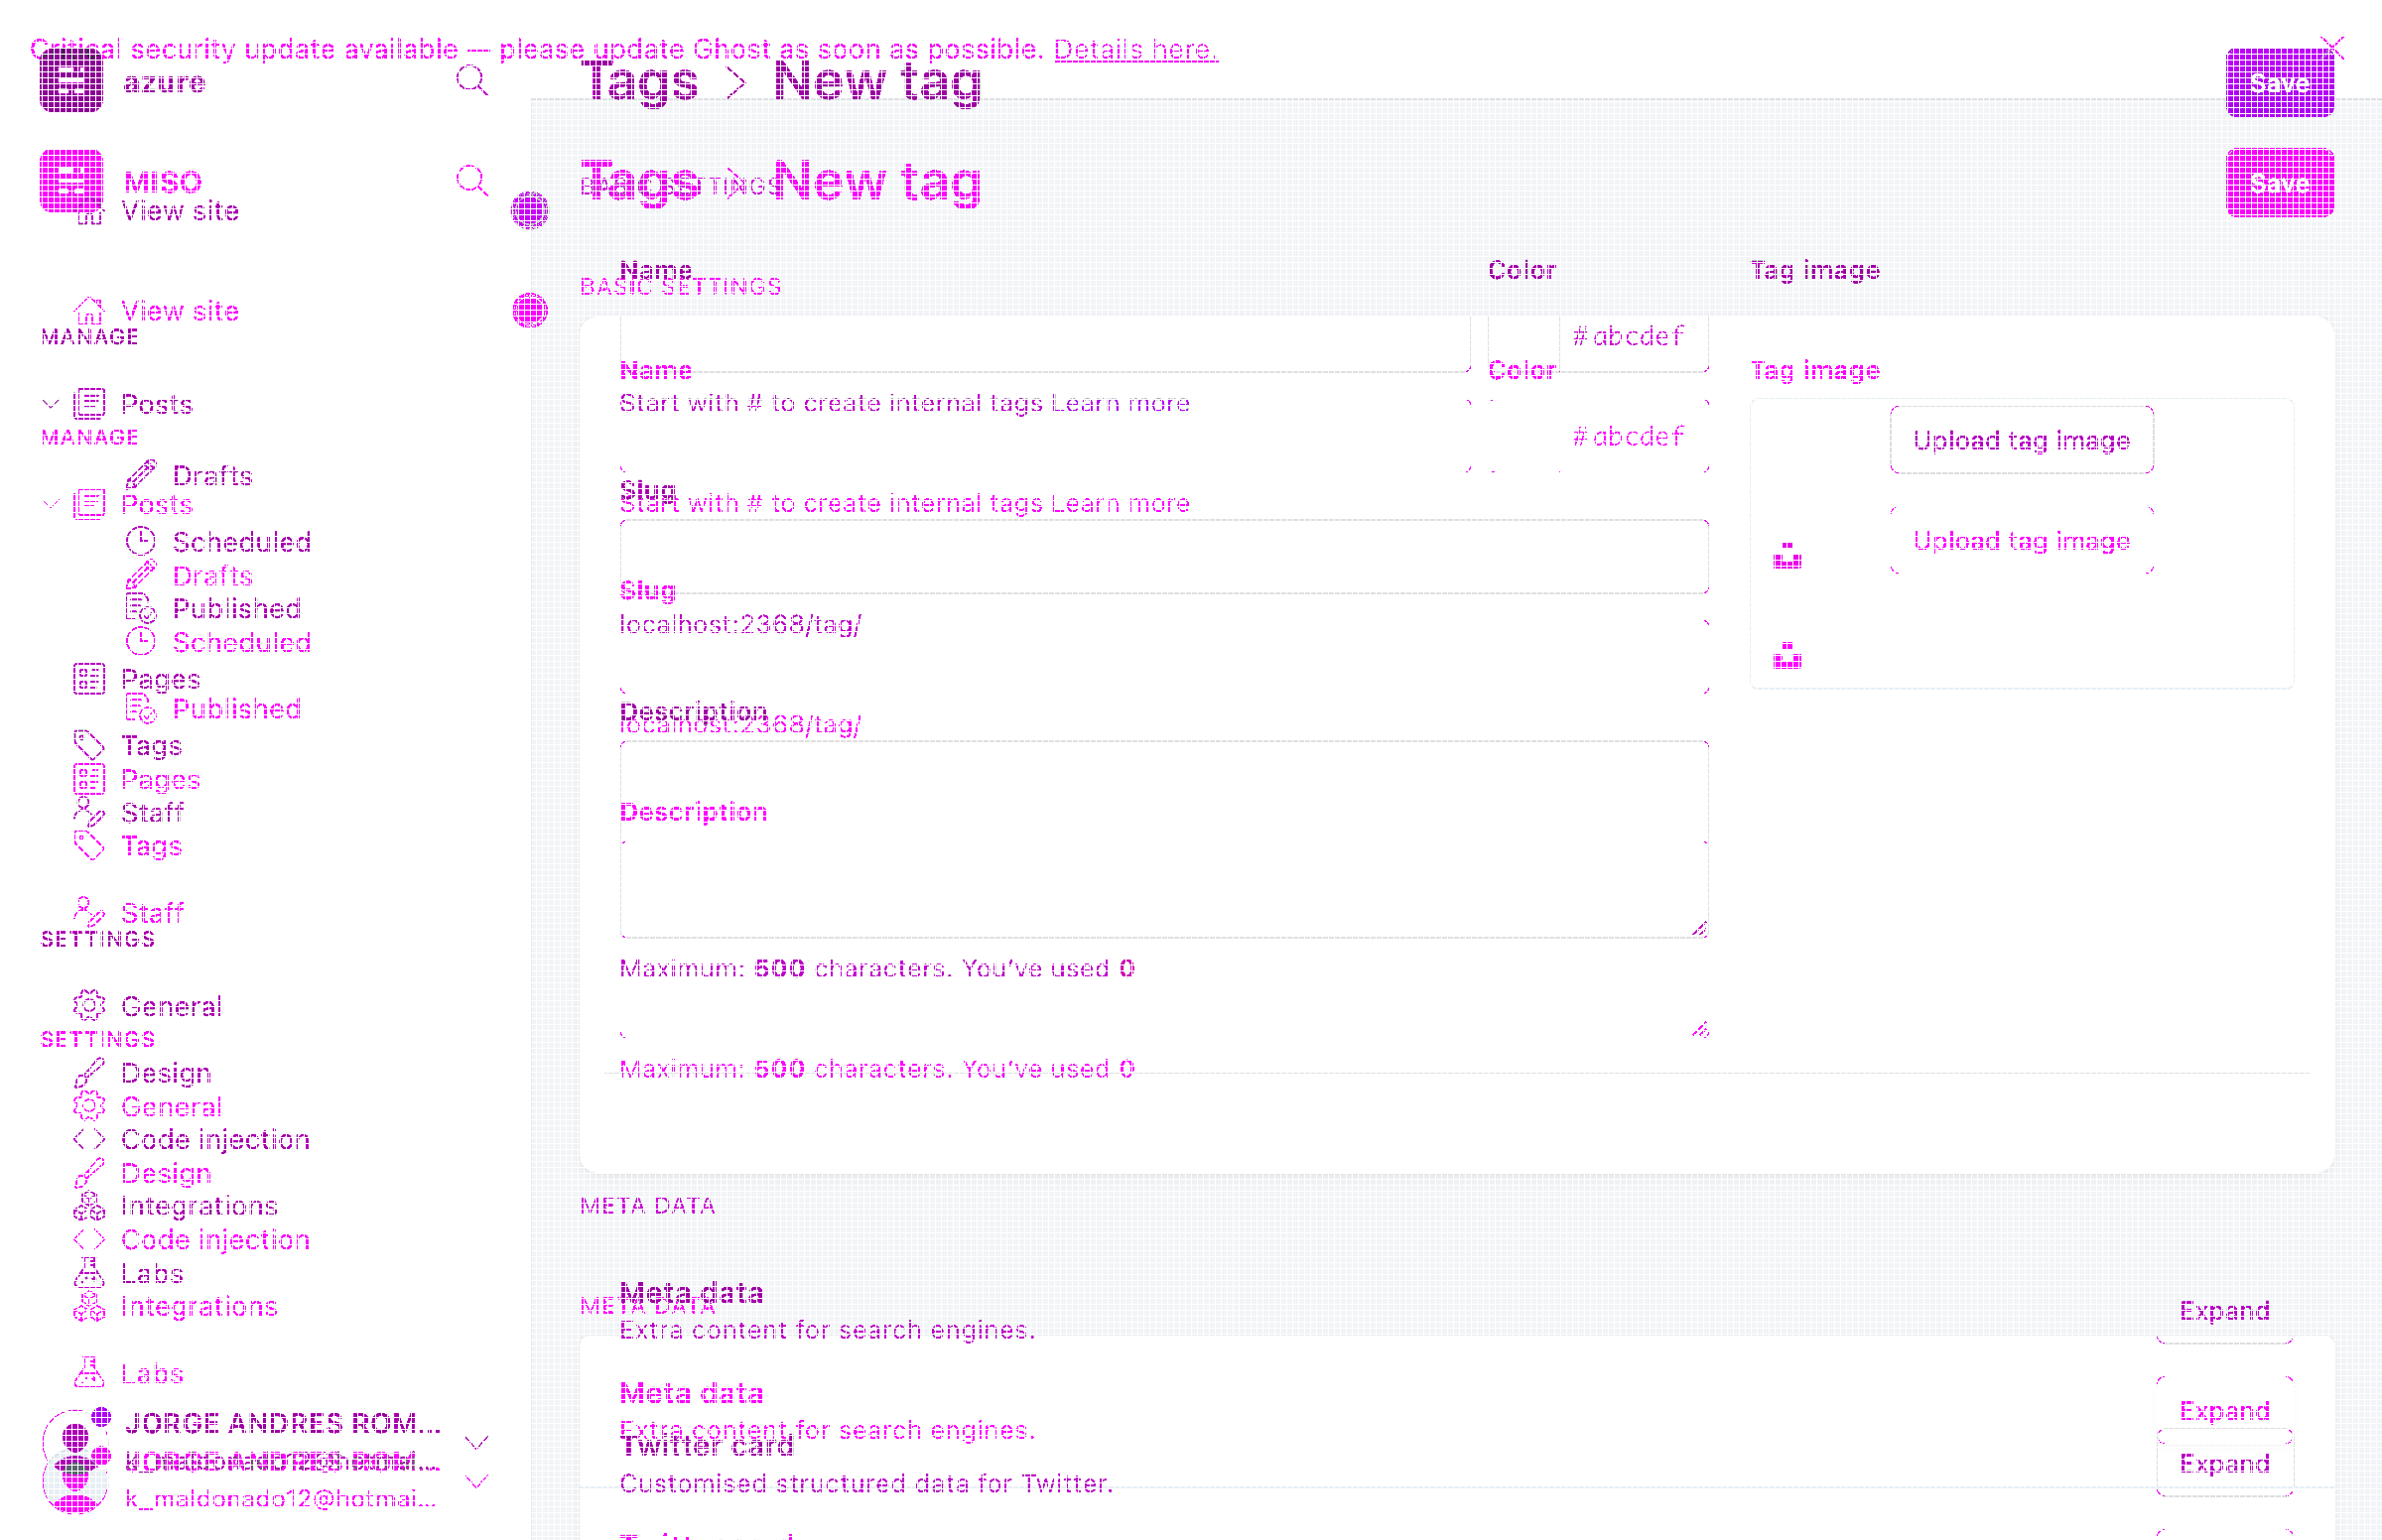 Critical security update available — please update Ghost as soon as possible. Details here.
azure
Tags > New tag
Save
MISO
Tags > New tag
Save
BASIC SETTINGS
View site
Name
Color
Tag image
BASIC SETTINGS
View site
MANAGE
#abcdef
Name
Color
Tag image
Posts
Start with # to create internal tags Learn more
MANAGE
#abcdef
Upload tag image
Drafts
Slug
Posts
Start with # to create internal tags Learn more
Scheduled
Upload tag image
Drafts
Slug
Published
localhost:2368/tag/
Scheduled
Pages
Published
Description
localhost:2368/tag/
Tags
Pages
Staff
Description
Tags
Staff
SETTINGS
Maximum: 500 characters. You've used 0
General
SETTINGS
Maximum: 500 characters. You've used 0
Design
General
Code injection
Design
Integrations
META DATA
Code injection
Labs
Meta data
Integrations
META DATA
Expand
Extra content for search engines.
Labs
Meta data
Expand
JORGE ANDRES ROM...
Extra content for search engines.
Twitter card
JORGE ANDRES ROM...
Expand
Customised structured data for Twitter.
k_maldonado12@hotmai...